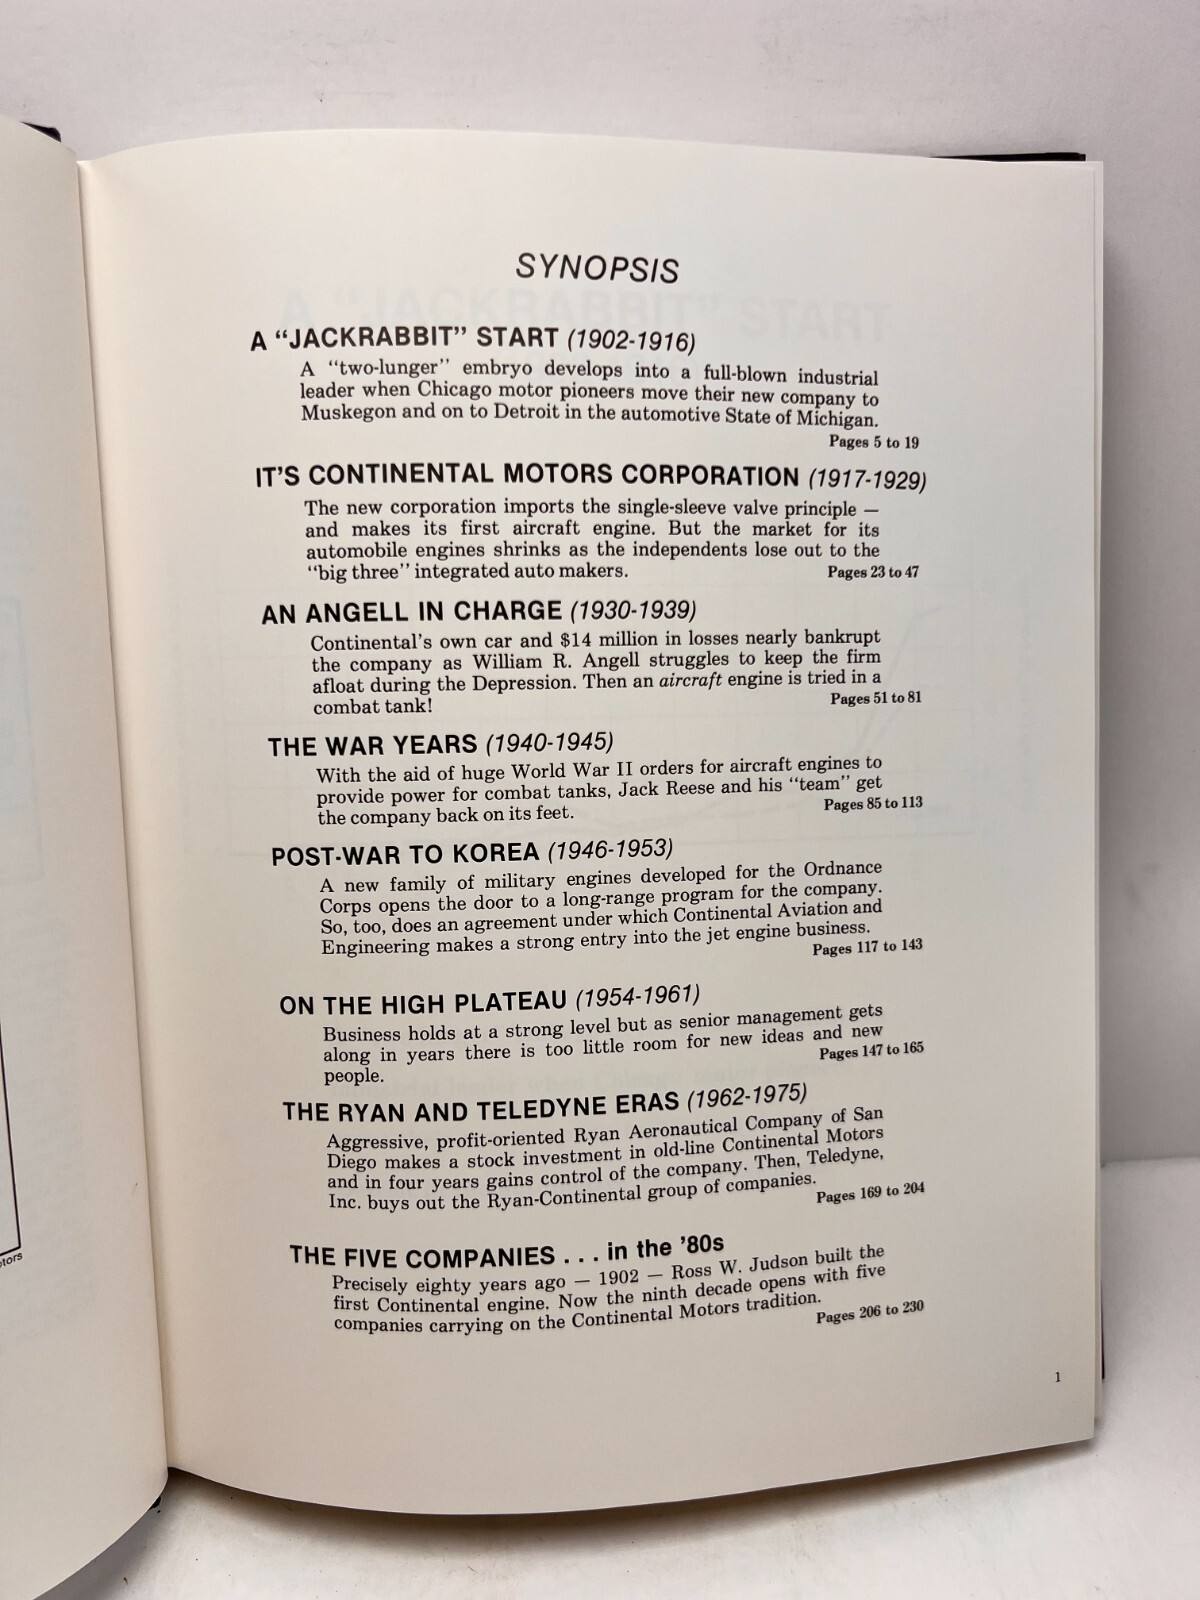 SYNOPSIS
A “JACKRABBIT” START (1902-1916)
A “two-lunger” embryo develops into a full-blown industrial
leader when Chicago motor pioneers move their new company to
Muskegon and on to Detroit in the automotive State of Michigan.
Pages 5 to 19
IT'S CONTINENTAL MOTORS CORPORATION (1917-1929)
The new corporation imports the single-sleeve valve principle —
and makes its first aircraft engine. But the market for its
automobile engines shrinks as the independents lose out to the
“big three” integrated auto makers. Pages 23 to 47
AN ANGELL IN CHARGE (1930-1939)
Continental's own car and $14 million in losses nearly bankrupt
the company as William R. Angell struggles to keep the firm
afloat during the Depression. Then an aircraft engine is tried in a
combat tank! Pages 51 to 81
THE WAR YEARS (1940-1945)
With the aid of huge World War II orders for aircraft engines to
provide power for combat tanks, Jack Reese and his “team” get
the company back on its feet. Pages 85 to 113
POST-WAR TO KOREA (1946-1953)
A new family of military engines developed for the Ordnance
Corps opens the door to a long-range program for the company.
So, too, does an agreement under which Continental Aviation and
Engineering makes a strong entry into the jet engine business.
Pages 117 to 143
ON THE HIGH PLATEAU (1954-1961)
Business holds at a strong level but as senior management gets
along in years there is too little room for new ideas and new
people. Pages 147 to 165
THE RYAN AND TELEDYNE ERAS (1962-1975)
Aggressive, profit-oriented Ryan Aeronautical Company of San
Diego makes a stock investment in old-line Continental Motors
and in four years gains control of the company. Then, Teledyne,
Inc. buys out the Ryan-Continental group of companies.
Pages 169 to 204
THE FIVE COMPANIES . . . in the '80s
Precisely eighty years ago — 1902 — Ross W. Judson built the
first Continental engine. Now the ninth decade opens with five
companies carrying on the Continental Motors tradition.
Pages 206 to 230
1